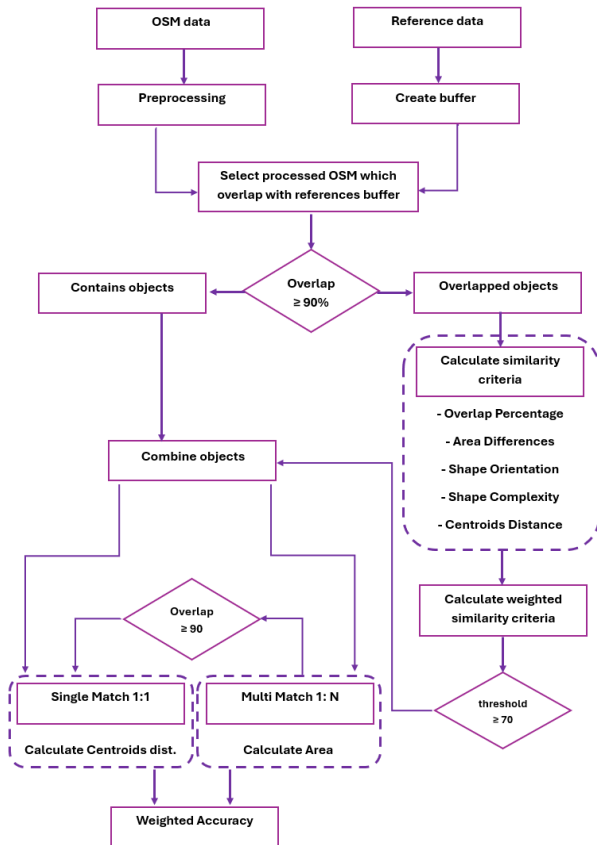 OSM data
Reference data
Preprocessing
Create buffer
Select processed OSM which
overlap with references buffer
Overlap
≥ 90%
Contains objects
Overlapped objects
Calculate similarity
criteria
- Overlap Percentage
- Area Differences
- Shape Orientation
- Shape Complexity
- Centroids Distance
Combine objects
Calculate weighted
similarity criteria
Overlap
≥ 90
threshold
≥ 70
Single Match 1:1
Multi Match 1: N
Calculate Centroids dist.
Calculate Area
Weighted Accuracy